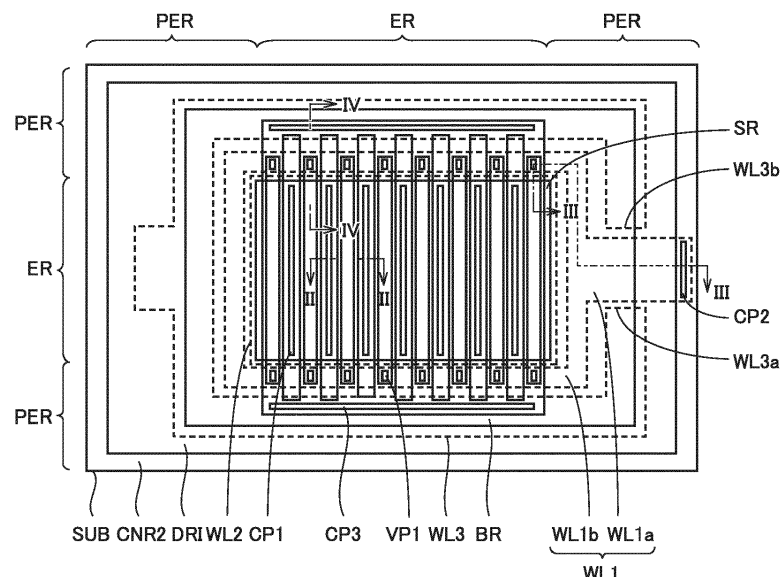 PER ER PER
PER
SR
IV
WL3b
III
ER
IV
II II
III
CP2
WL3a
PER
SUB CNR2 DRI WL2 CP1 CP3 VP1 WL3 BR WL1b WL1a
WL1